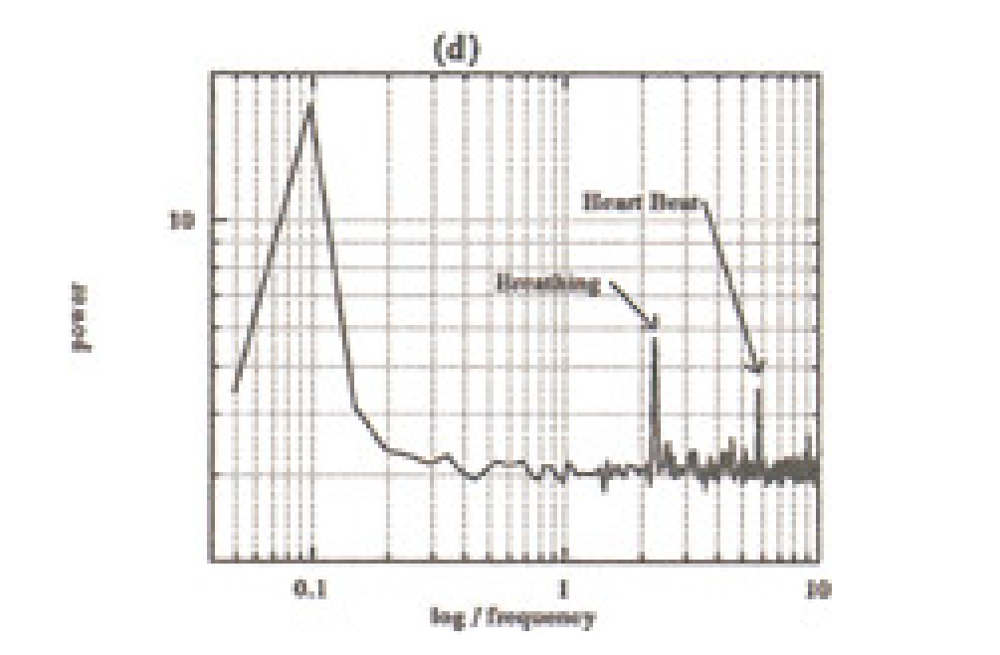 (d)
Heart Beat
10
Breathing
power
0.1 1 10
log / frequency